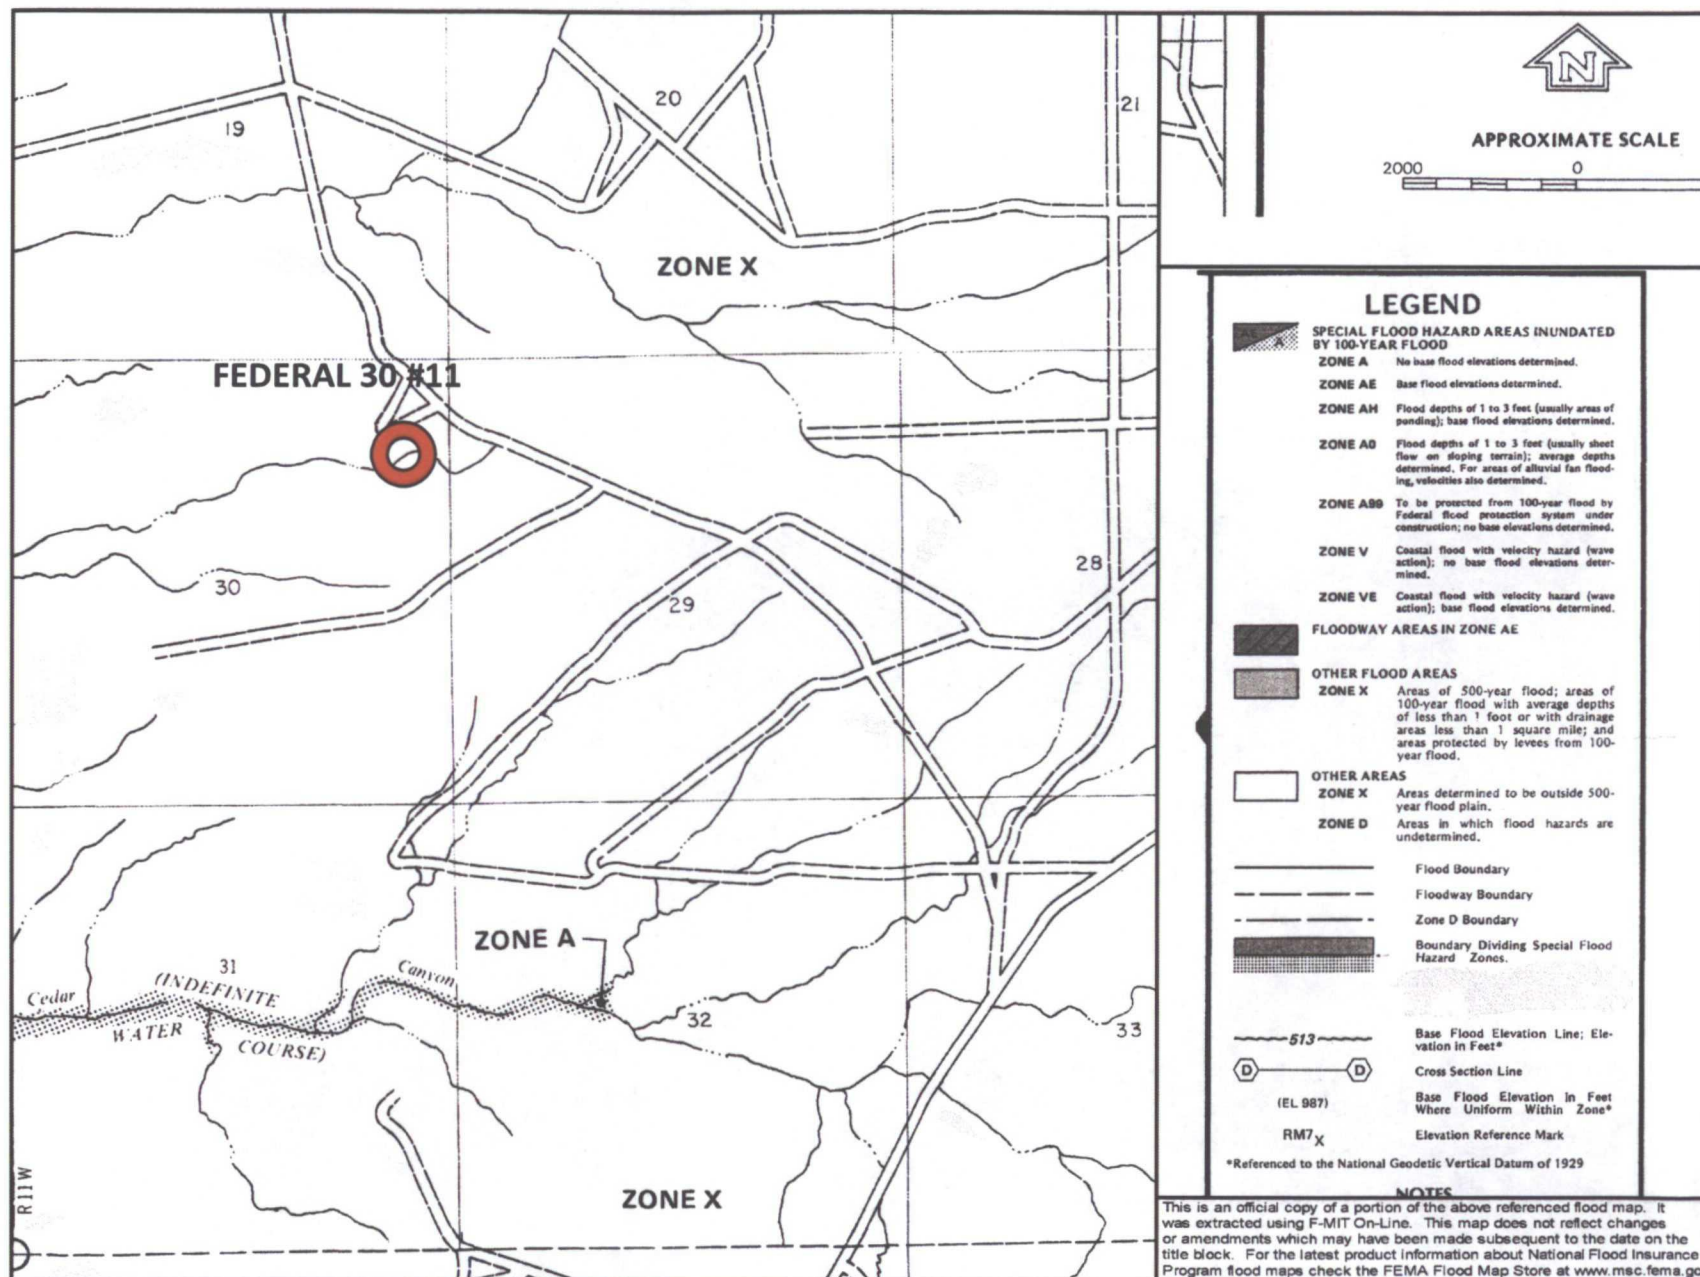 19
20
21
ZONE X
FEDERAL 30 #11
30
29
28
ZONE A
31
(INDEFINITE
Cedar
Canyon
WATER
COURSE)
32
33
R11W
ZONE X
N
APPROXIMATE SCALE
2000 0
LEGEND
AE
A
SPECIAL FLOOD HAZARD AREAS INUNDATED
BY 100-YEAR FLOOD
ZONE A No base flood elevations determined.
ZONE AE Base flood elevations determined.
ZONE AH Flood depths of 1 to 3 feet (usually areas of
ponding); base flood elevations determined.
ZONE AO Flood depths of 1 to 3 feet (usually sheet
flow on sloping terrain); average depths
determined. For areas of alluvial fan flood-
ing, velocities also determined.
ZONE A99 To be protected from 100-year flood by
Federal flood protection system under
construction; no base elevations determined.
ZONE V Coastal flood with velocity hazard (wave
action); no base flood elevations deter-
mined.
ZONE VE Coastal flood with velocity hazard (wave
action); base flood elevations determined.
FLOODWAY AREAS IN ZONE AE
OTHER FLOOD AREAS
ZONE X Areas of 500-year flood; areas of
100-year flood with average depths
of less than 1 foot or with drainage
areas less than 1 square mile; and
areas protected by levees from 100-
year flood.
OTHER AREAS
ZONE X Areas determined to be outside 500-
year flood plain.
ZONE D Areas in which flood hazards are
undetermined.
Flood Boundary
Floodway Boundary
Zone D Boundary
Boundary Dividing Special Flood
Hazard Zones.
513 Base Flood Elevation Line; Ele-
vation in Feet*
D D Cross Section Line
(EL 987) Base Flood Elevation in Feet
Where Uniform Within Zone*
RM7X Elevation Reference Mark
*Referenced to the National Geodetic Vertical Datum of 1929
NOTES
This is an official copy of a portion of the above referenced flood map. It
was extracted using F-MIT On-Line. This map does not reflect changes
or amendments which may have been made subsequent to the date on the
title block. For the latest product information about National Flood Insurance
Program flood maps check the FEMA Flood Map Store at www.msc.fema.go